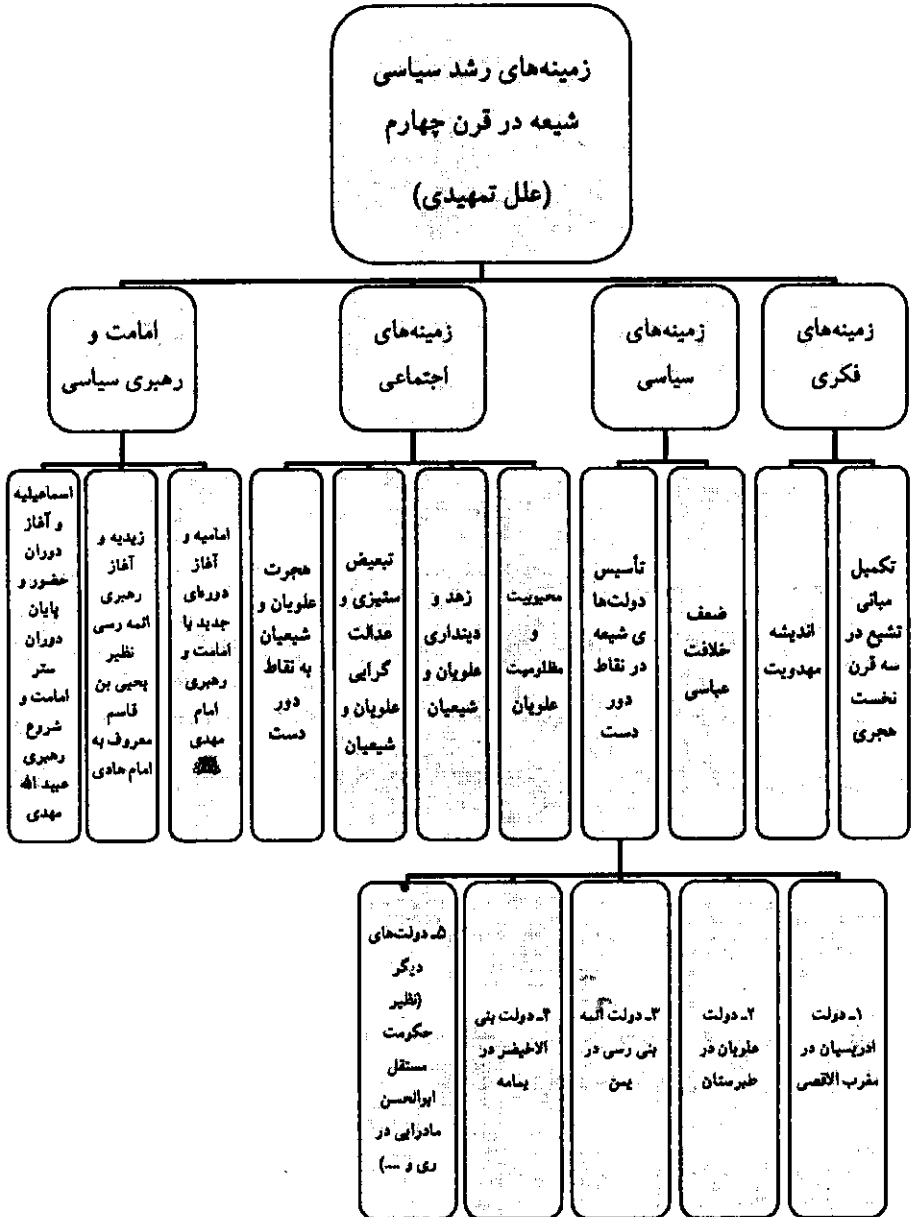 زمینه‌های رشد سیاسی
شیعه در قرن چهارم
(علل تمهیدی)
زمینه‌های
فکری
زمینه‌های
سیاسی
زمینه‌های
اجتماعی
امامت و
رهبری سیاسی
تکمیل
مبانی
تشیع در
سه قرن
نخست
هجری
اندیشه
مهدویت
ضعف
خلافت
عباسی
تأسیس
دولت‌ها
ی شیعه
در نقاط
دور
دست
محبوبیت
و
مظلومیت
علویان
زهد و
دینداری
علویان و
شیعیان
تبعیض
ستیزی و
عدالت
گرایی
علویان و
شیعیان
هجرت
علویان و
شیعیان
به نقاط
دور
دست
امامیه و
آغاز
دوره‌ای
جدید با
امامت و
رهبری
امام
مهدی
زیدیه و
آغاز
رهبری
ائمه رسی
نظیر
یحیی بن
قاسم
معروف به
امام هادی
اسماعیلیه
و آغاز
دوران
حضور و
پایان
دوران
ستر
امامت و
شروع
رهبری
عبیدالله
مهدی
۱ـ دولت
ادریسیان در
مغرب الاقصی
۲ـ دولت
علویان در
طبرستان
۳ـ دولت ائمه
بنی رسی در
یمن
۴ـ دولت بنی
الاخیضر در
یمامه
۵ـ دولت‌های
دیگر
(نظیر
حکومت
مستقل
ابوالحسن
مادرایی در
ری و ...)